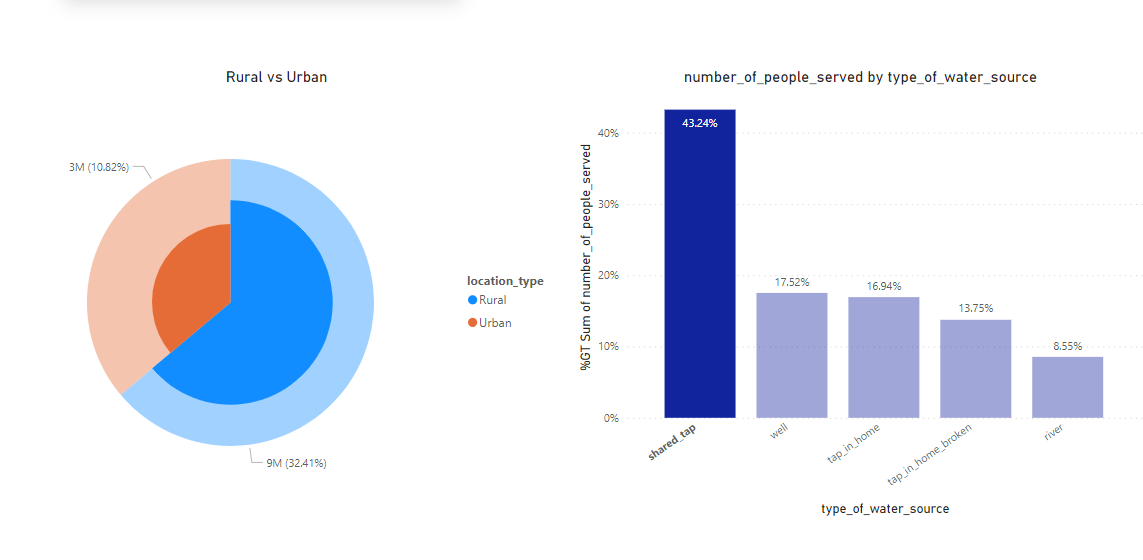 Rural vs Urban
3M (10.82%)
9M (32.41%)
location_type
Rural
Urban
number_of_people_served by type_of_water_source
%GT Sum of number_of_people_served
40%
30%
20%
10%
0%
43.24%
17.52%
16.94%
13.75%
8.55%
shared_tap
well
tap_in_home
tap_in_home_broken
river
type_of_water_source